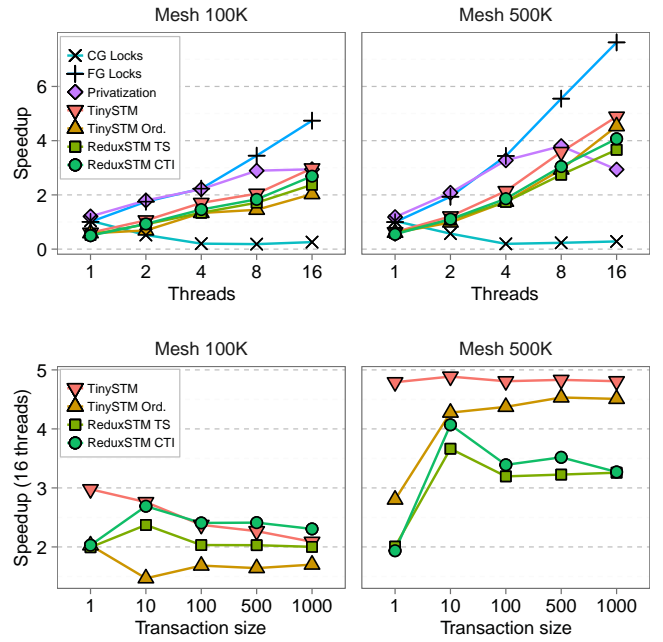 Mesh 100K
Mesh 500K
Speedup
6
4
2
0
CG Locks
FG Locks
Privatization
TinySTM
TinySTM Ord.
ReduxSTM TS
ReduxSTM CTI
1 2 4 8 16
1 2 4 8 16
Threads
Threads
Mesh 100K
Mesh 500K
Speedup (16 threads)
5
4
3
2
TinySTM
TinySTM Ord.
ReduxSTM TS
ReduxSTM CTI
1 10 100 500 1000
1 10 100 500 1000
Transaction size
Transaction size